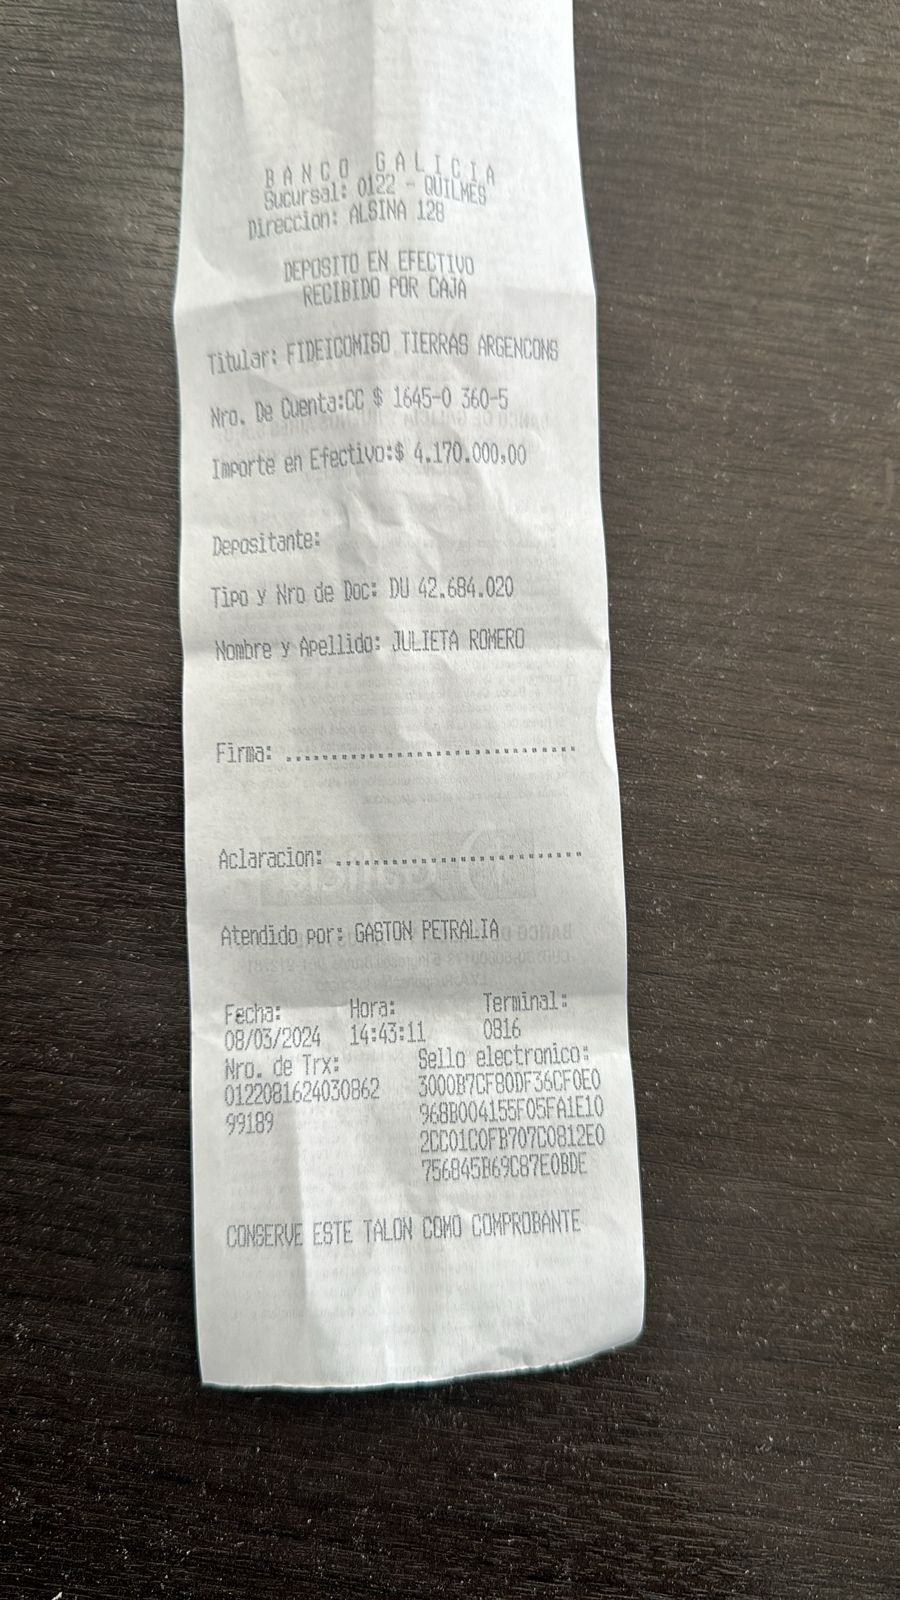 BANCO GALICIA
Sucursal: 0122 - QUILMES
Direccion: ALSINA 128
DEPOSITO EN EFECTIVO
RECIBIDO POR CAJA
Titular: FIDEICOMISO TIERRAS ARGENCONS
Nro. De Cuenta:CC $ 1645-0 360-5
Importe en Efectivo:$ 4.170.000,00
Depositante:
Tipo y Nro de Doc: DU 42.684.020
Nombre y Apellido: JULIETA ROMERO
Firma: ..............................
Aclaracion: ..........................
Atendido por: GASTON PETRALIA
Fecha: Hora: Terminal:
08/03/2024 14:43:11 0816
Nro. de Trx: Sello electronico:
0122081624030862 3000B7CF80DF36CF0E0
99189 968B004155F05FA1E10
2CC01C0FB707C0812E0
756845B69C87E0BDE
CONSERVE ESTE TALON COMO COMPROBANTE